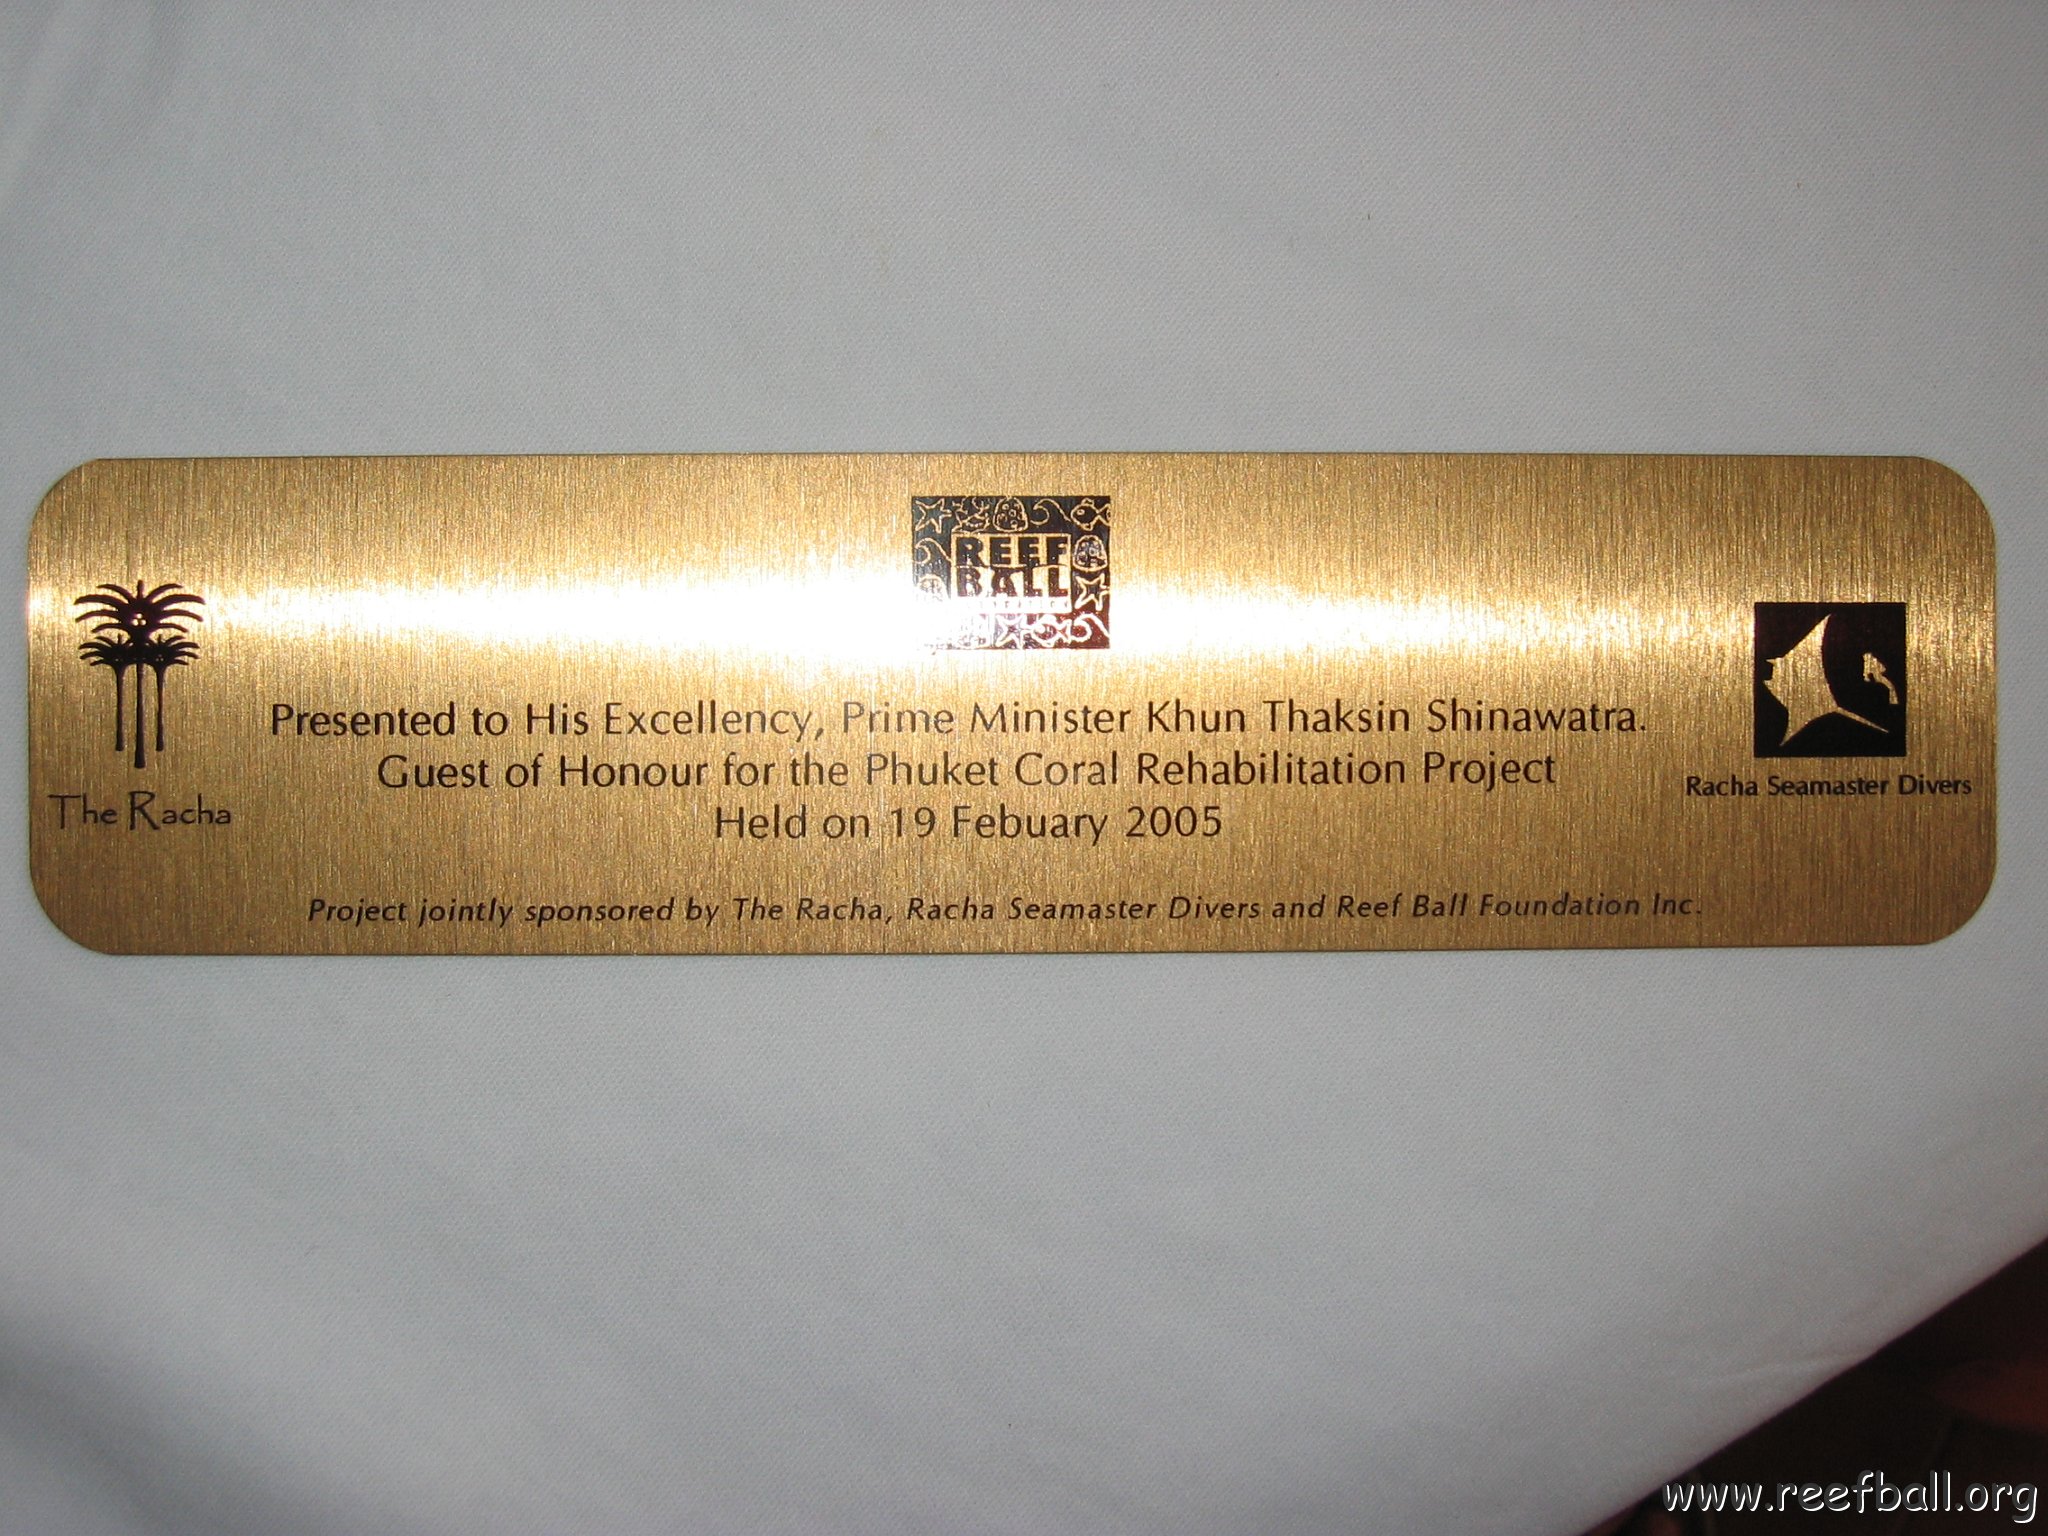 REEF
BALL
Presented to His Excellency, Prime Minister Khun Thaksin Shinawatra.
Guest of Honour for the Phuket Coral Rehabilitation Project
Held on 19 Febuary 2005
The Racha
Racha Seamaster Divers
Project jointly sponsored by The Racha, Racha Seamaster Divers and Reef Ball Foundation Inc.
www.reefball.org